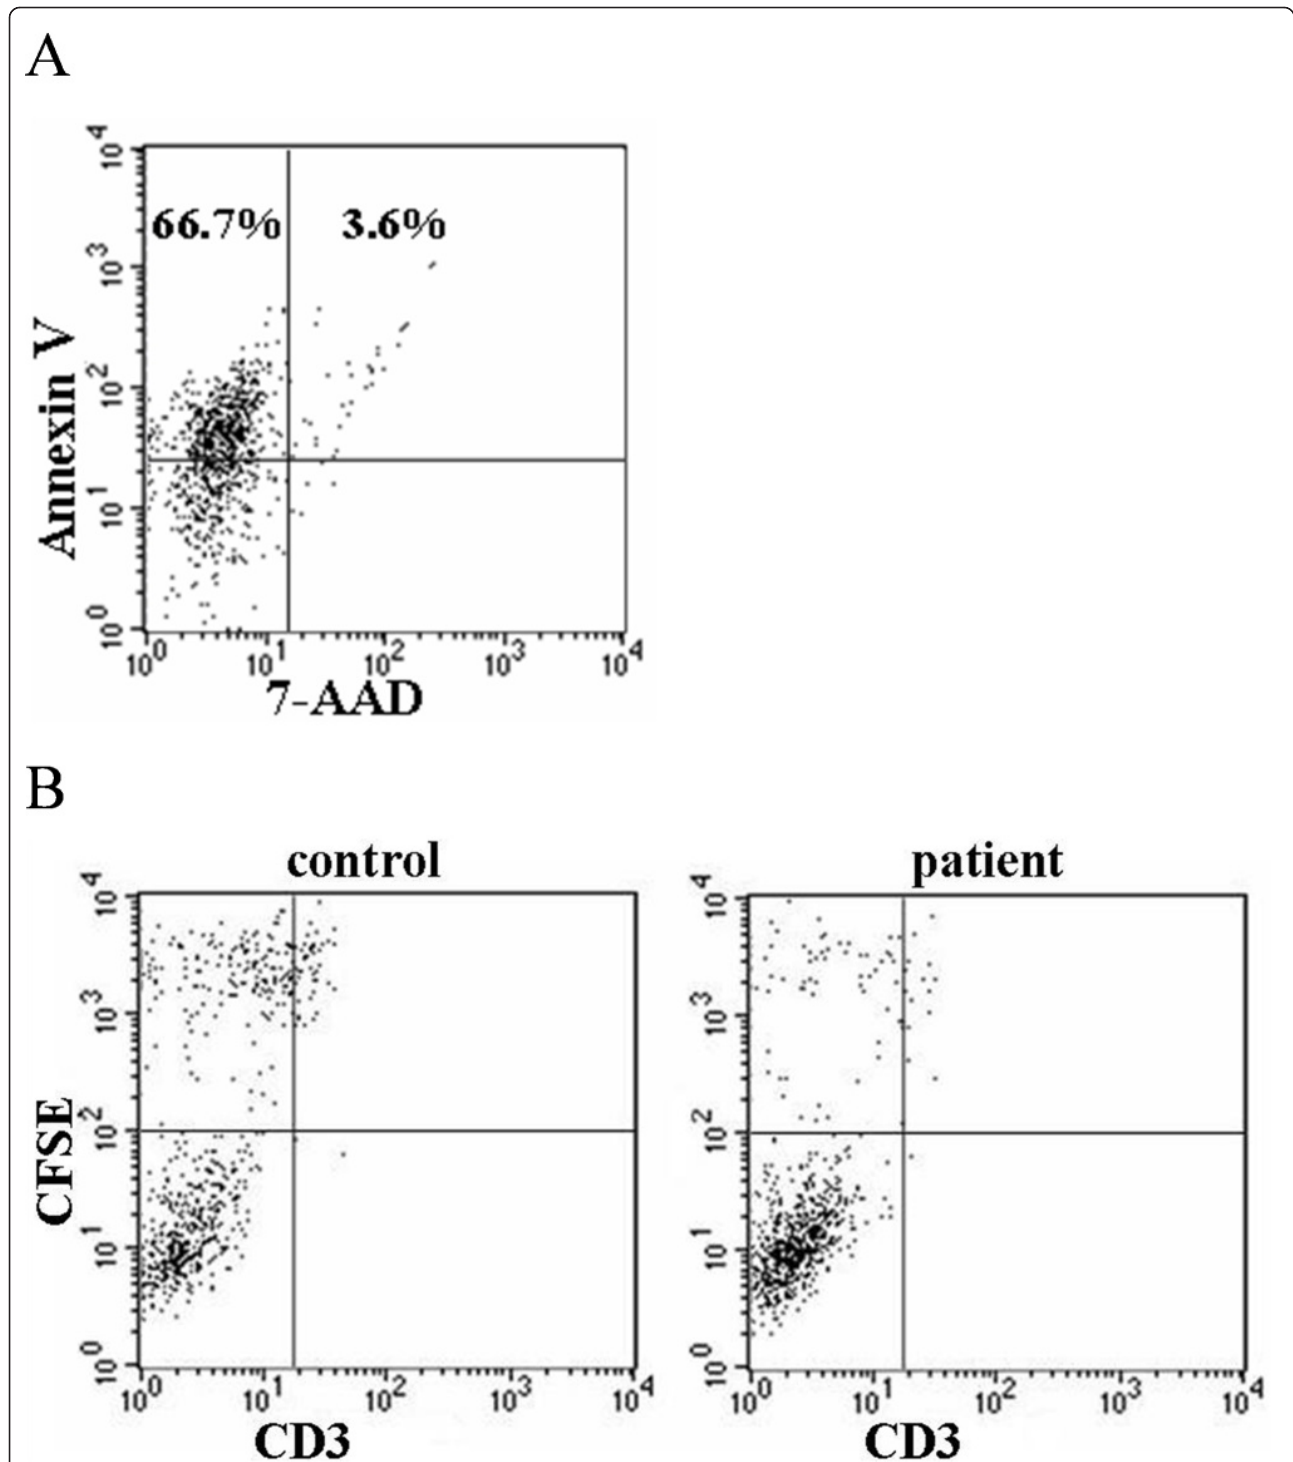 A
10^4
66.7% 3.6%
10^3
Annexin V
10^2
10^1
10^0
10^0 10^1 10^2 10^3 10^4
7-AAD
B
control patient
10^4 10^4
10^3 10^3
CFSE
10^2 10^2
10^1 10^1
10^0 10^0
10^0 10^1 10^2 10^3 10^4 10^0 10^1 10^2 10^3 10^4
CD3 CD3